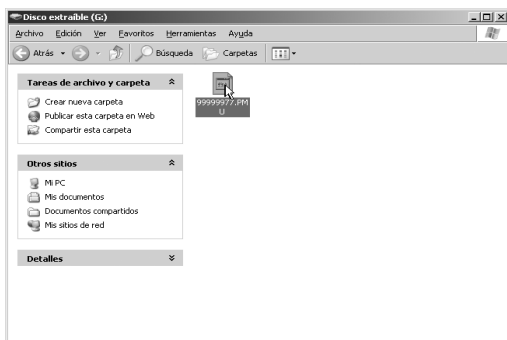 Disco extraíble (G:)
Archivo Edición Ver Favoritos Herramientas Ayuda
Atrás Búsqueda Carpetas
Tareas de archivo y carpeta
Crear nueva carpeta
Publicar esta carpeta en Web
Compartir esta carpeta
Otros sitios
Mi PC
Mis documentos
Documentos compartidos
Mis sitios de red
Detalles
99999977.PM
U